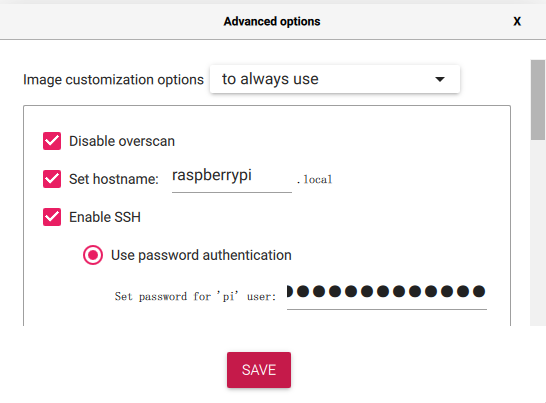 Advanced options X
Image customization options to always use
Disable overscan
Set hostname: raspberrypi .local
Enable SSH
Use password authentication
Set password for 'pi' user: ●●●●●●●●●●●●●
SAVE